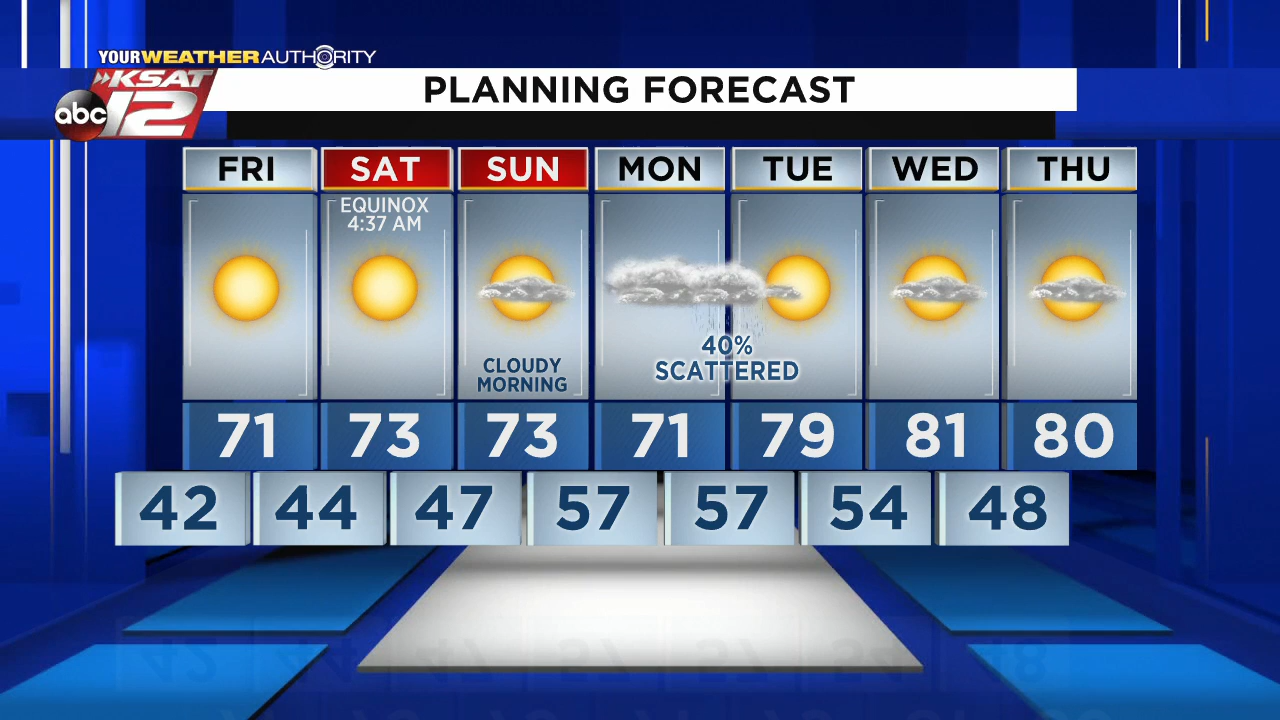 YOURWEATHERAUTHORITY
KSAT
abc 12
PLANNING FORECAST
FRI SAT SUN MON TUE WED THU
EQUINOX
4:37 AM
40%
SCATTERED
CLOUDY
MORNING
71 73 73 71 79 81 80
42 44 47 57 57 54 48